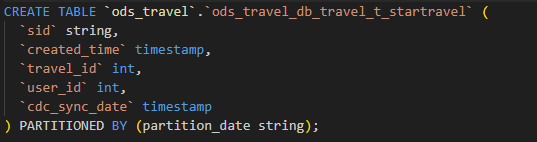 CREATE TABLE `ods_travel`.`ods_travel_db_travel_t_startravel` (
  `sid` string,
  `created_time` timestamp,
  `travel_id` int,
  `user_id` int,
  `cdc_sync_date` timestamp
) PARTITIONED BY (partition_date string);